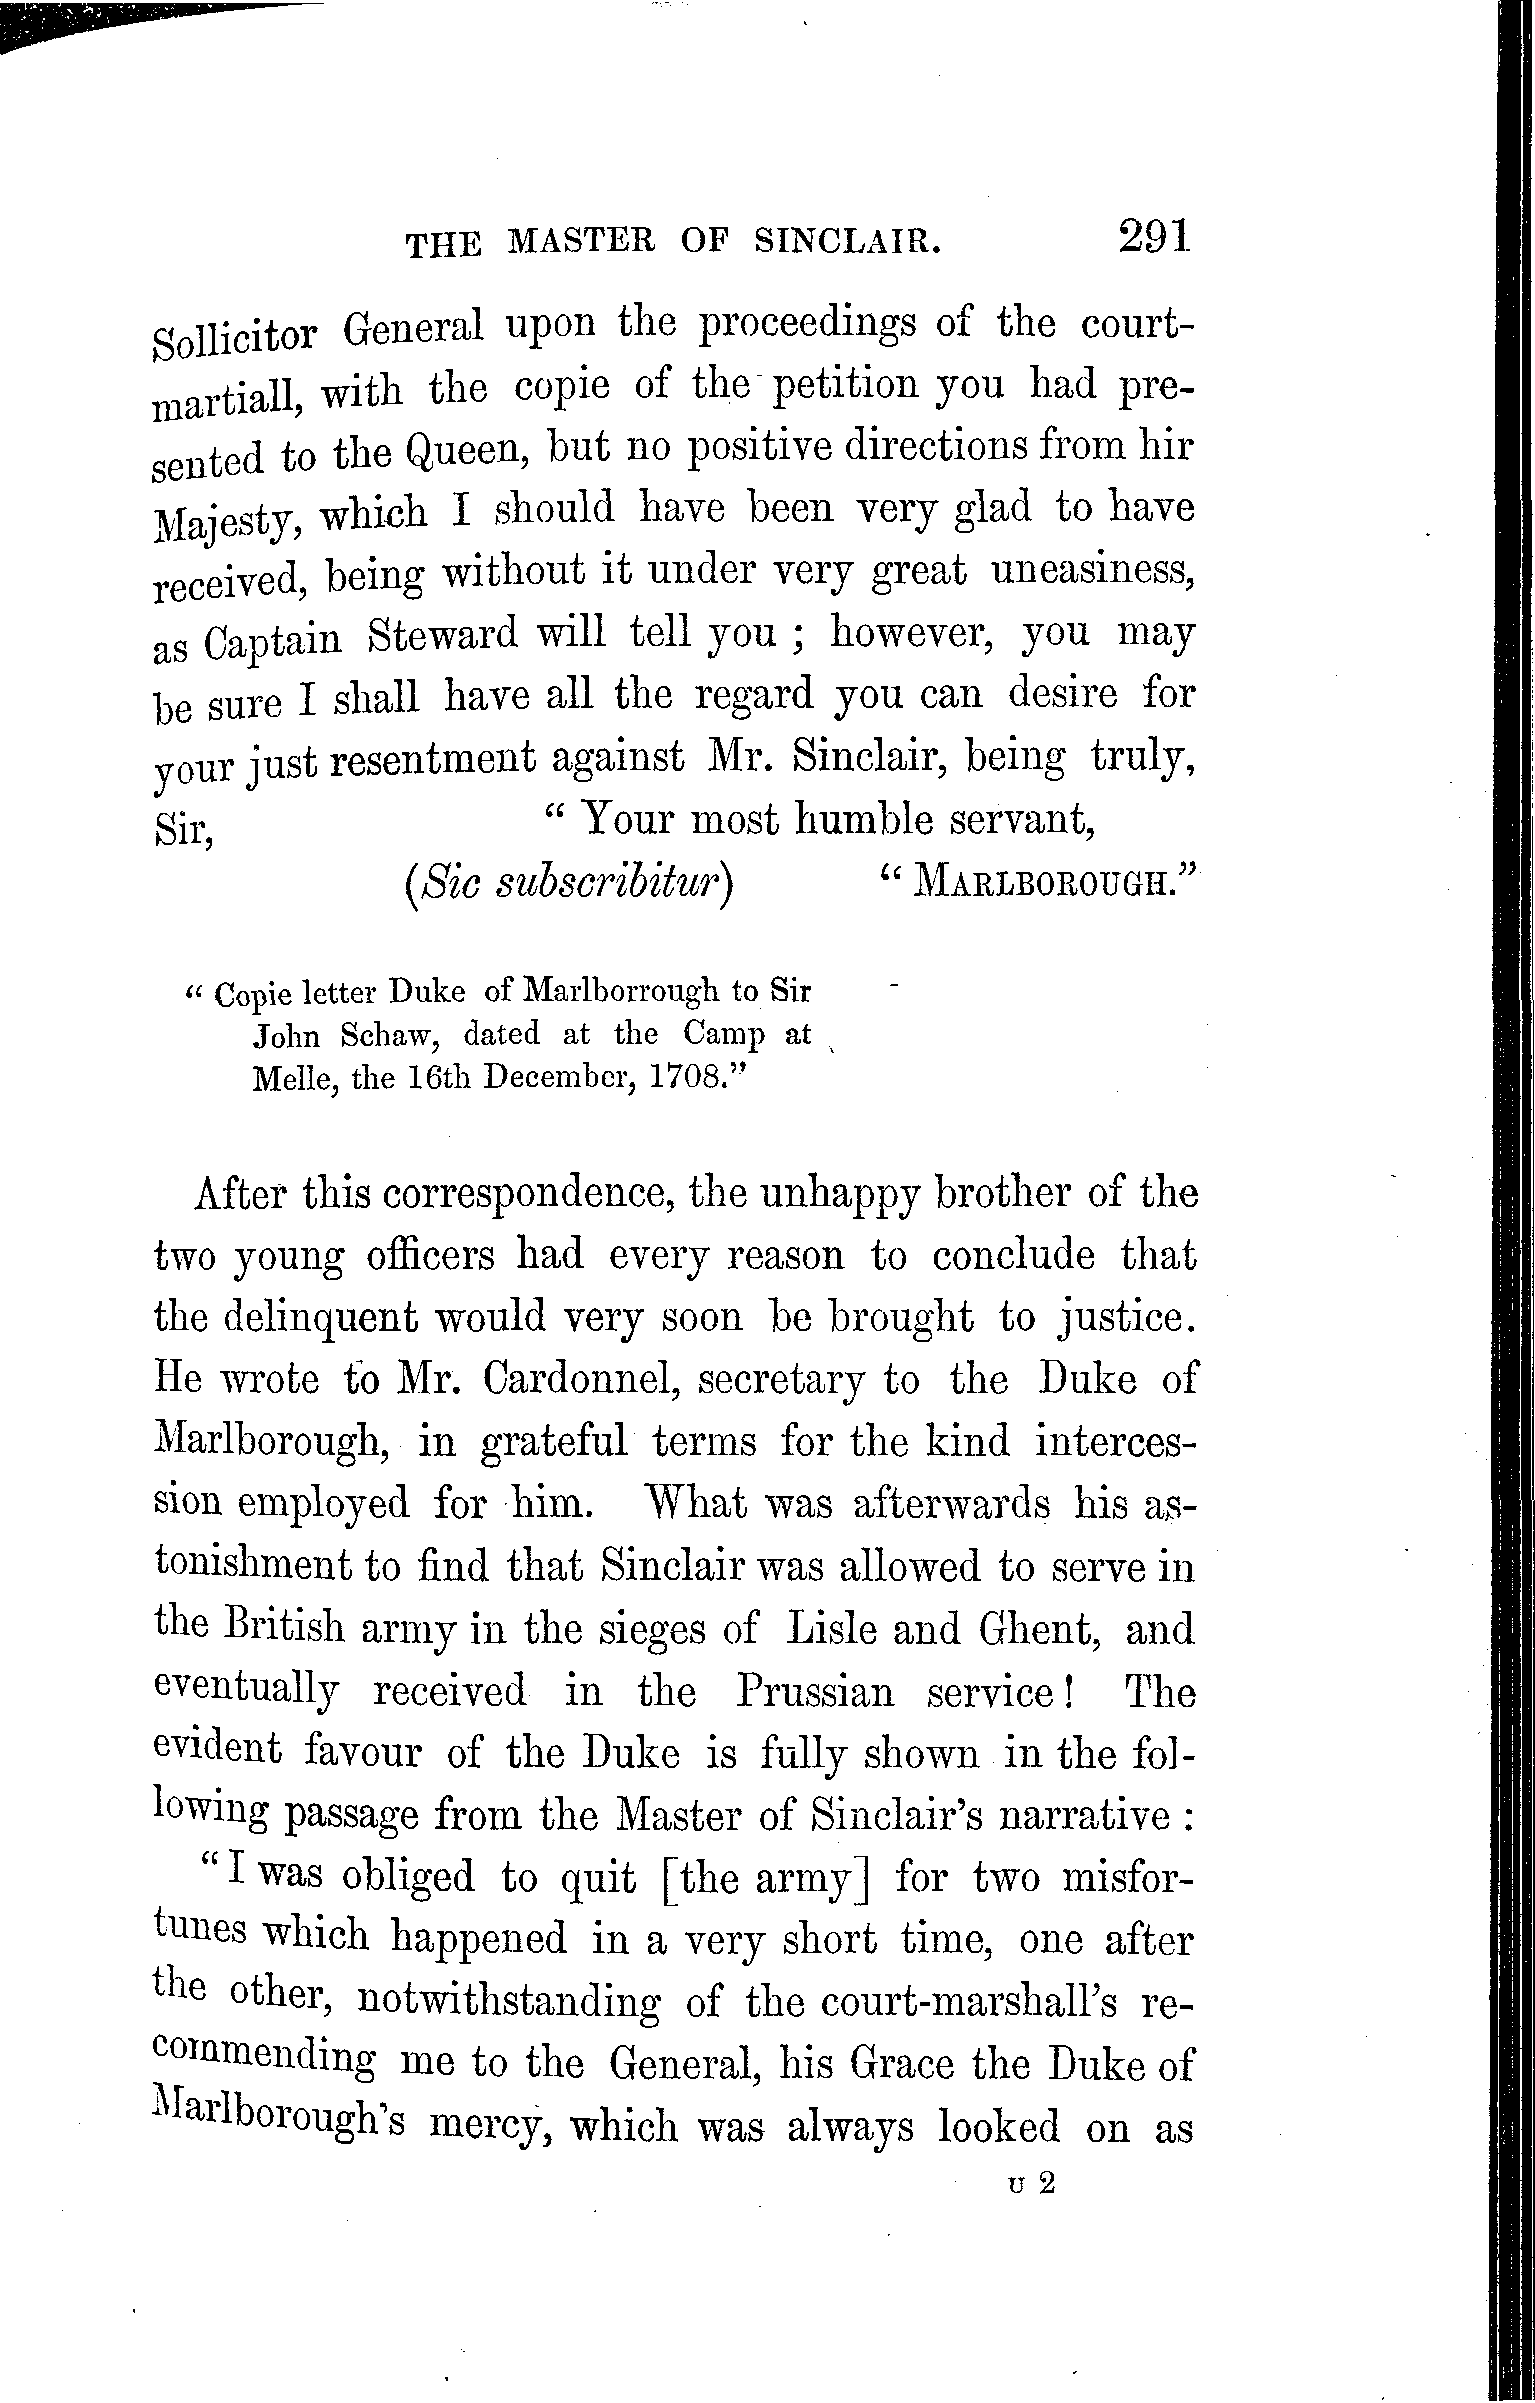 THE MASTER OF SINCLAIR. 291
Sollicitor General upon the proceedings of the court-
martiall, with the copie of the petition you had pre-
sented to the Queen, but no positive directions from hir
Majesty, which I should have been very glad to have
received, being without it under very great uneasiness,
as Captain Steward will tell you ; however, you may
be sure I shall have all the regard you can desire for
your just resentment against Mr. Sinclair, being truly,
Sir, “ Your most humble servant,
(Sic subscribitur) “ MARLBOROUGH.”
“ Copie letter Duke of Marlborrough to Sir
John Schaw, dated at the Camp at
Melle, the 16th December, 1708.”
After this correspondence, the unhappy brother of the
two young officers had every reason to conclude that
the delinquent would very soon be brought to justice.
He wrote to Mr. Cardonnel, secretary to the Duke of
Marlborough, in grateful terms for the kind interces-
sion employed for him. What was afterwards his as-
tonishment to find that Sinclair was allowed to serve in
the British army in the sieges of Lisle and Ghent, and
eventually received in the Prussian service! The
evident favour of the Duke is fully shown in the fol-
lowing passage from the Master of Sinclair’s narrative :
“I was obliged to quit [the army] for two misfor-
tunes which happened in a very short time, one after
the other, notwithstanding of the court-marshall’s re-
commending me to the General, his Grace the Duke of
Marlborough’s mercy, which was always looked on as
U 2